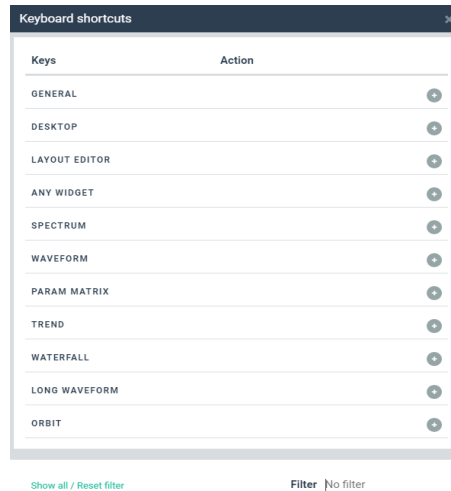 Keyboard shortcuts ×
Keys Action
GENERAL
DESKTOP
LAYOUT EDITOR
ANY WIDGET
SPECTRUM
WAVEFORM
PARAM MATRIX
TREND
WATERFALL
LONG WAVEFORM
ORBIT
Show all / Reset filter Filter No filter